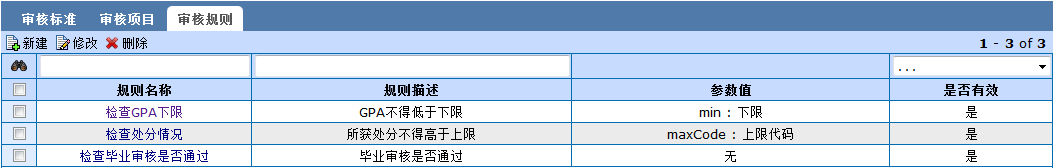 审核标准 审核项目 审核规则
新建 修改 删除 1 - 3 of 3
...
规则名称 规则描述 参数值 是否有效
检查GPA下限 GPA不得低于下限 min : 下限 是
检查处分情况 所获处分不得高于上限 maxCode : 上限代码 是
检查毕业审核是否通过 毕业审核是否通过 无 是